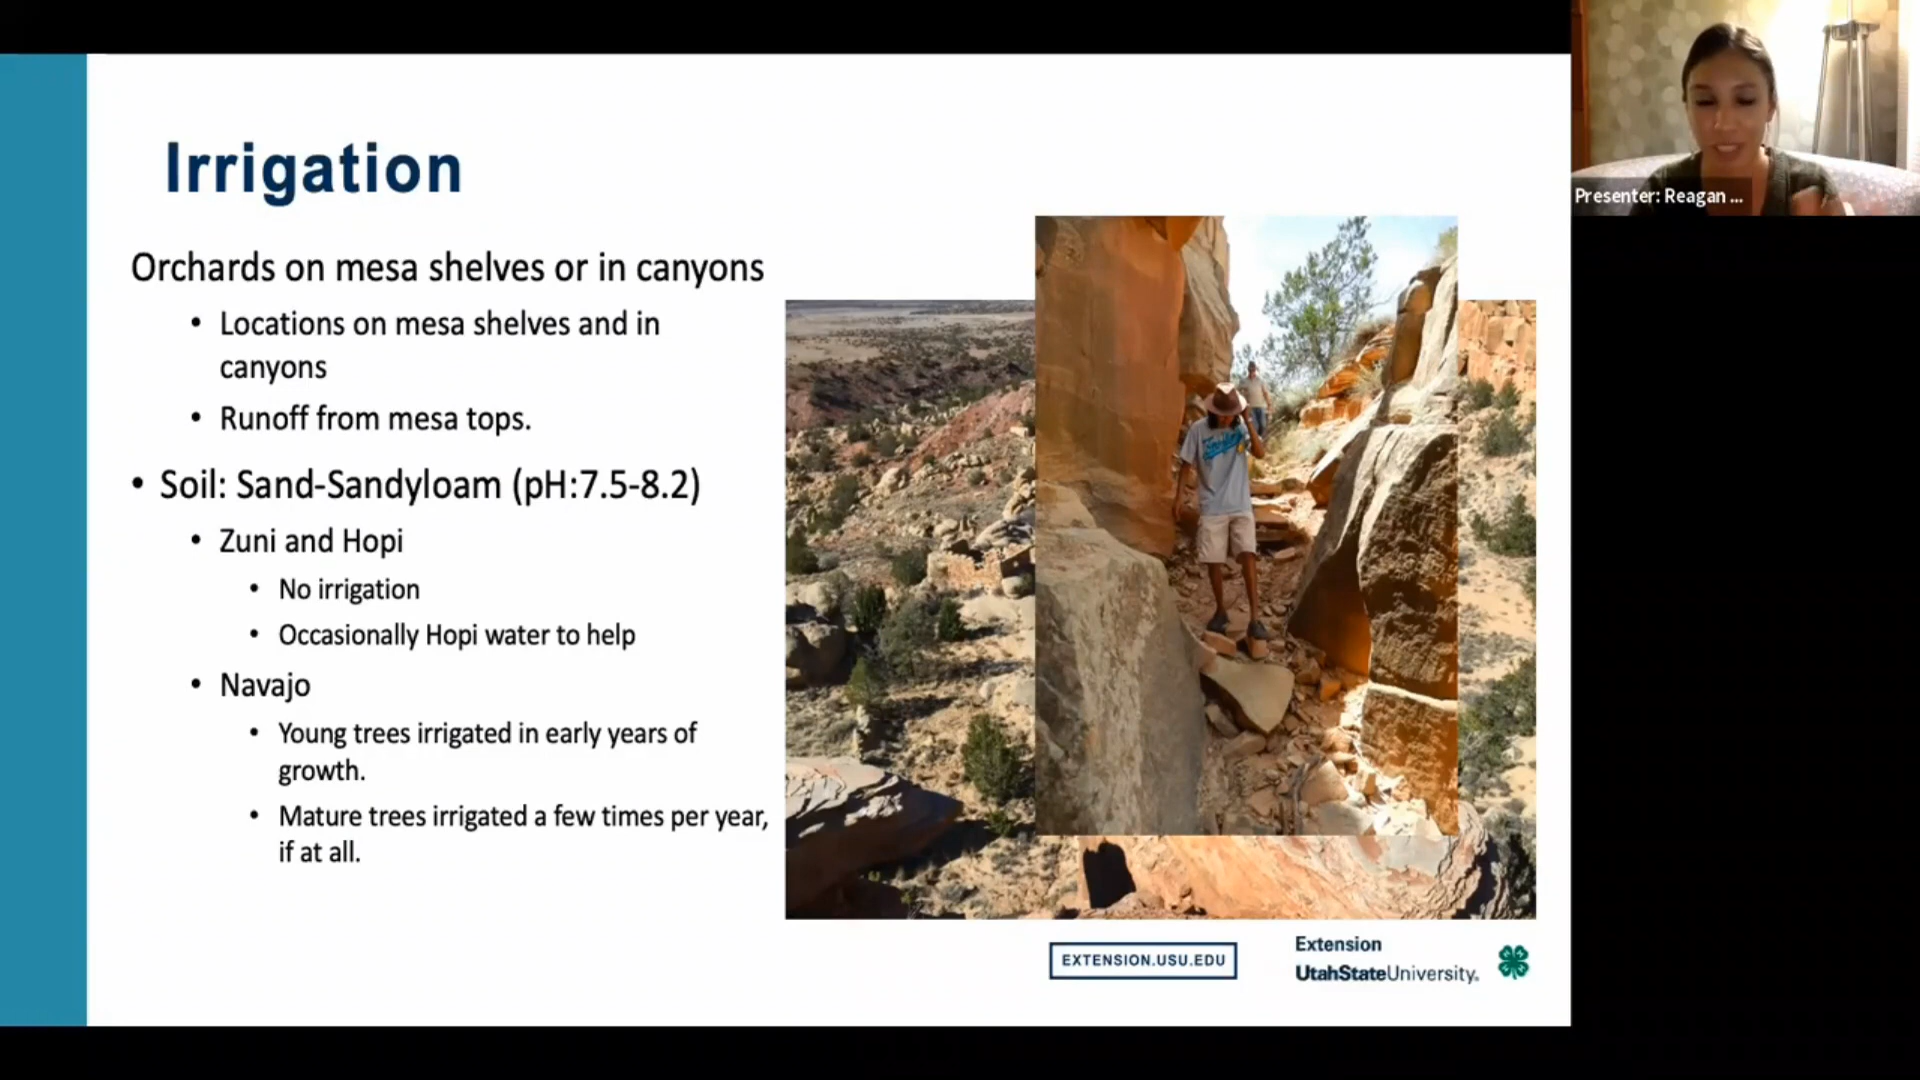 Irrigation
Orchards on mesa shelves or in canyons
• Locations on mesa shelves and in
canyons
• Runoff from mesa tops.
• Soil: Sand-Sandyloam (pH:7.5-8.2)
• Zuni and Hopi
• No irrigation
• Occasionally Hopi water to help
• Navajo
• Young trees irrigated in early years of
growth.
• Mature trees irrigated a few times per year,
if at all.
EXTENSION.USU.EDU
Extension
UtahStateUniversity.
Presenter: Reagan ...